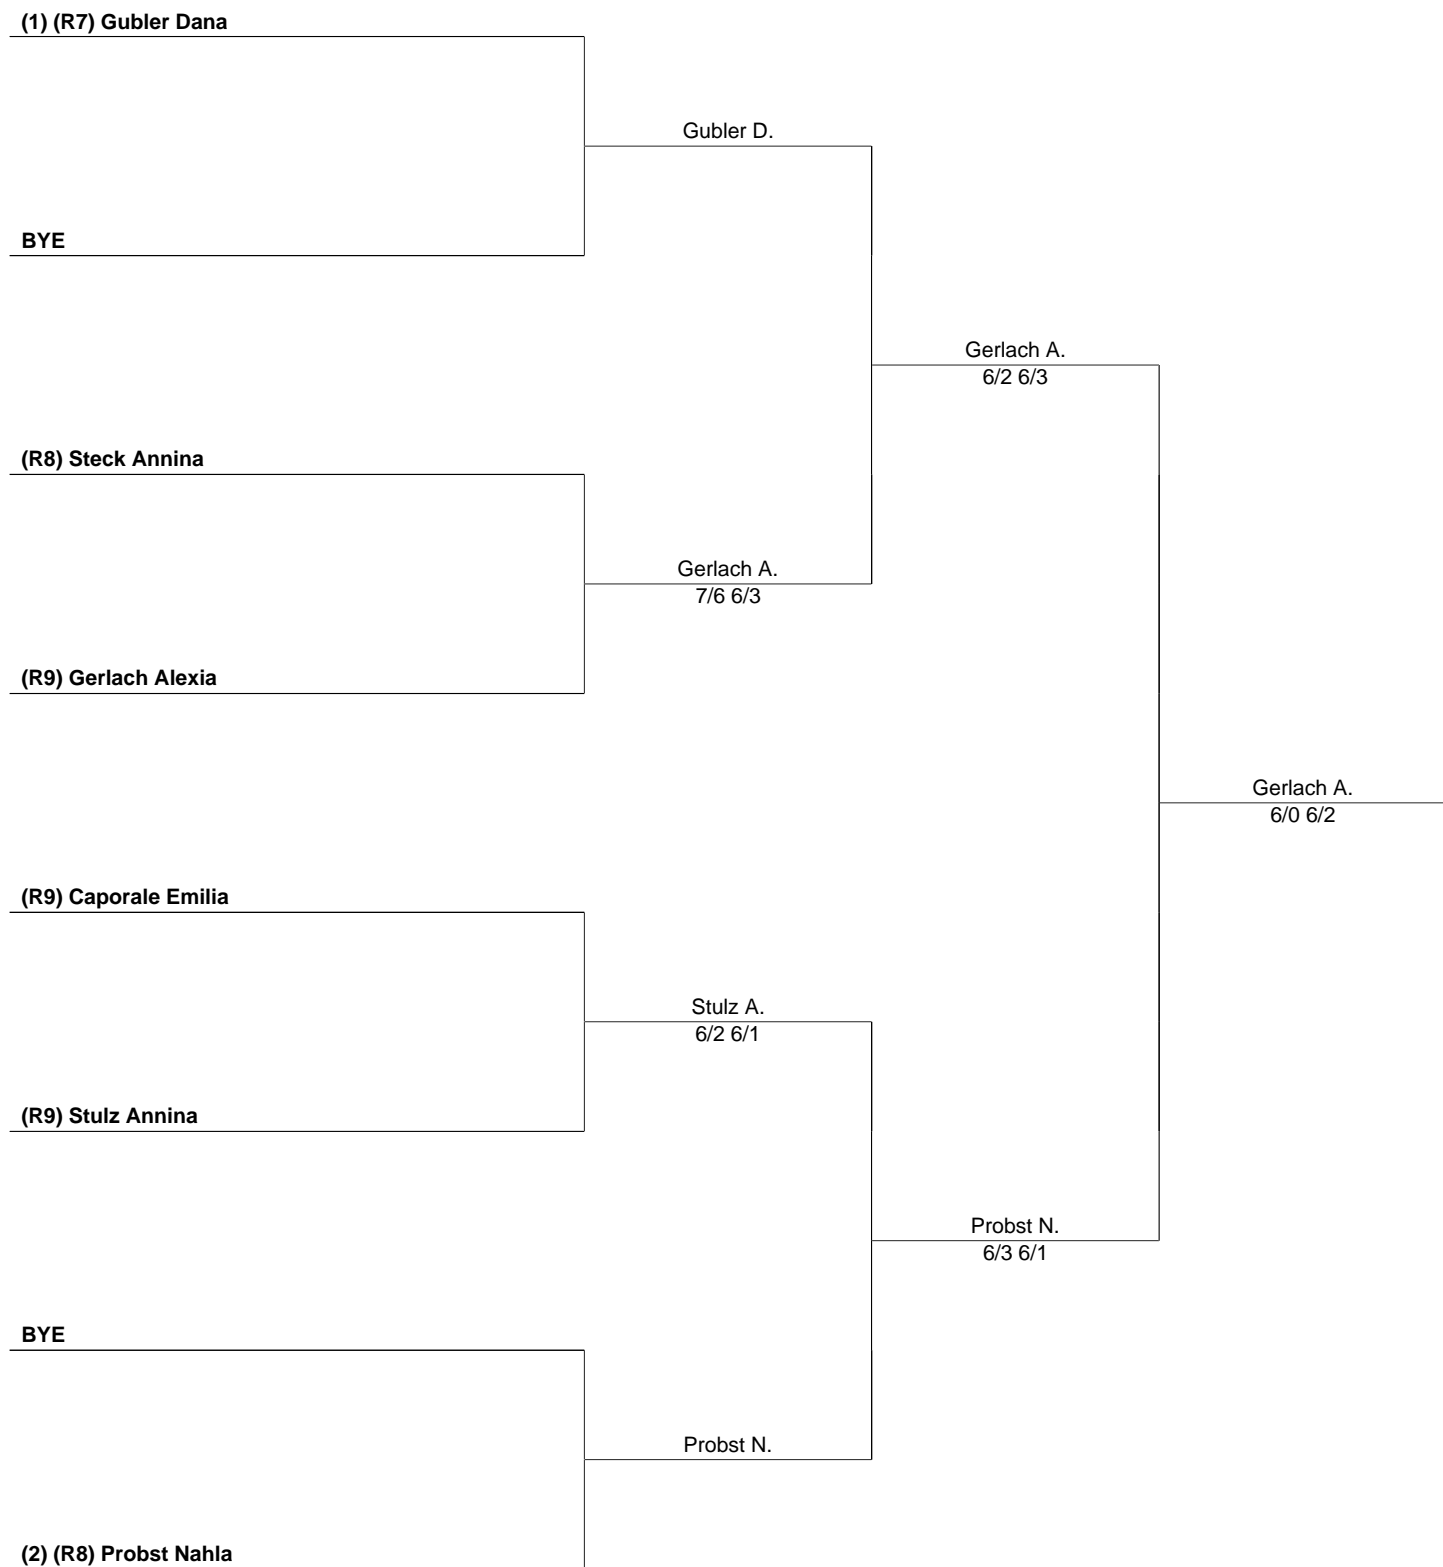 (1) (R7) Gubler Dana
Gubler D.
BYE
Gerlach A.
6/2 6/3
(R8) Steck Annina
Gerlach A.
7/6 6/3
(R9) Gerlach Alexia
Gerlach A.
6/0 6/2
(R9) Caporale Emilia
Stulz A.
6/2 6/1
(R9) Stulz Annina
Probst N.
6/3 6/1
BYE
Probst N.
(2) (R8) Probst Nahla